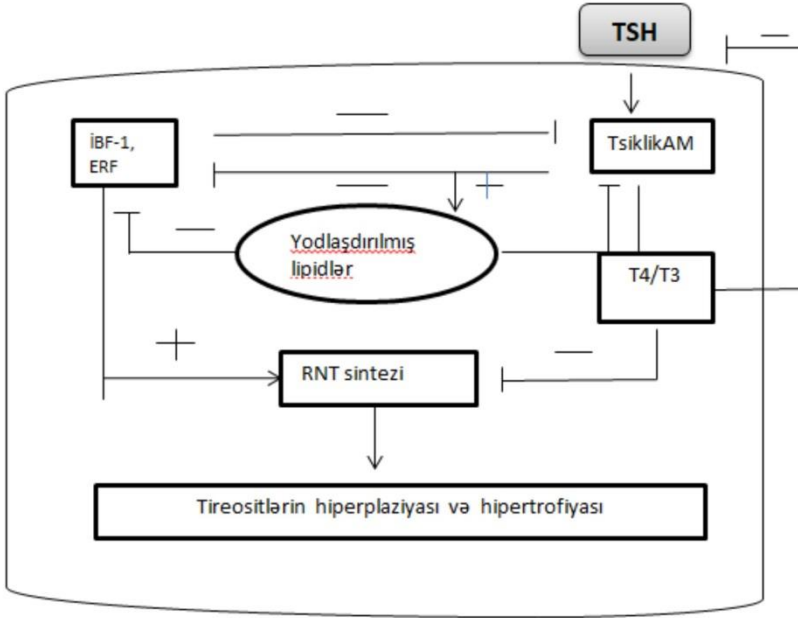 TSH
İBF-1,
ERF
TsiklikAM
Yodlaşdırılmış
lipidlər
T4/T3
RNT sintezi
Tireositlərin hiperplaziyası və hipertrofiyası